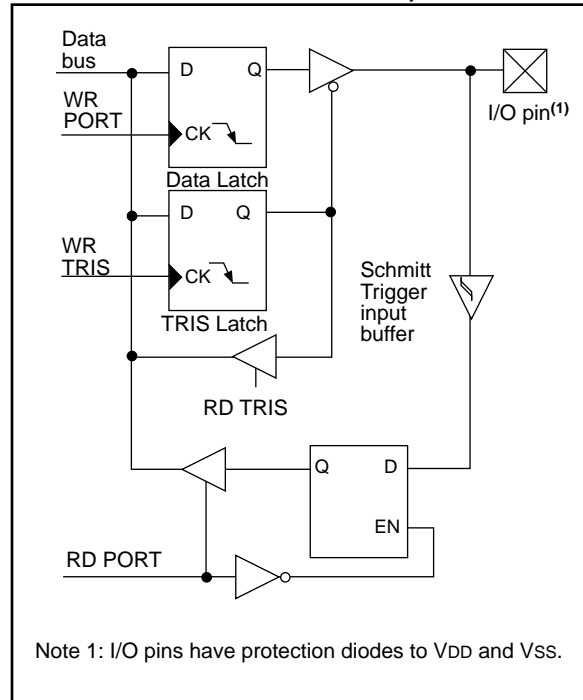 Data
bus
D Q
WR
PORT
CK
I/O pin(1)
Data Latch
D Q
WR
TRIS
CK
Schmitt
Trigger
input
buffer
TRIS Latch
RD TRIS
Q D
EN
RD PORT
Note 1: I/O pins have protection diodes to VDD and VSS.